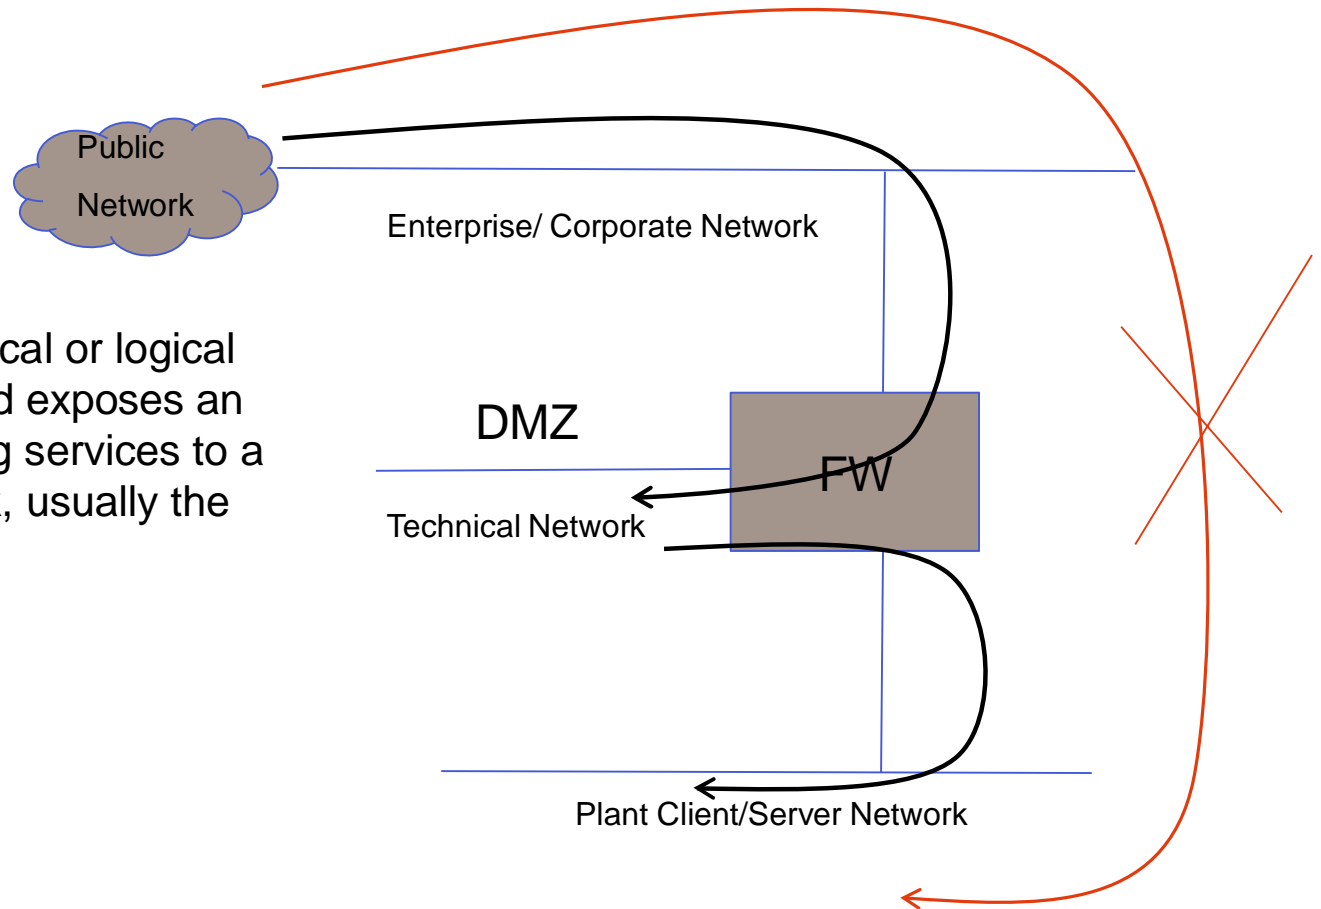 Public
Network
Enterprise/ Corporate Network
cal or logical
d exposes an
g services to a
, usually the
DMZ
FW
Technical Network
Plant Client/Server Network